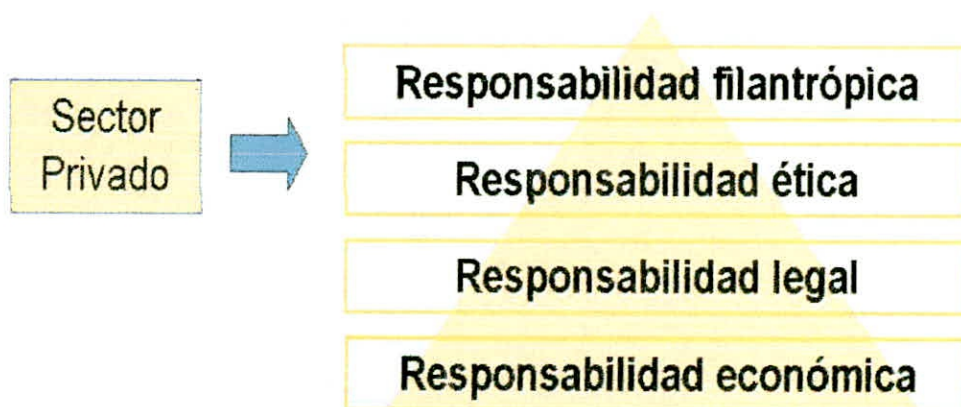 Sector
Privado
Responsabilidad filantrópica
Responsabilidad ética
Responsabilidad legal
Responsabilidad económica